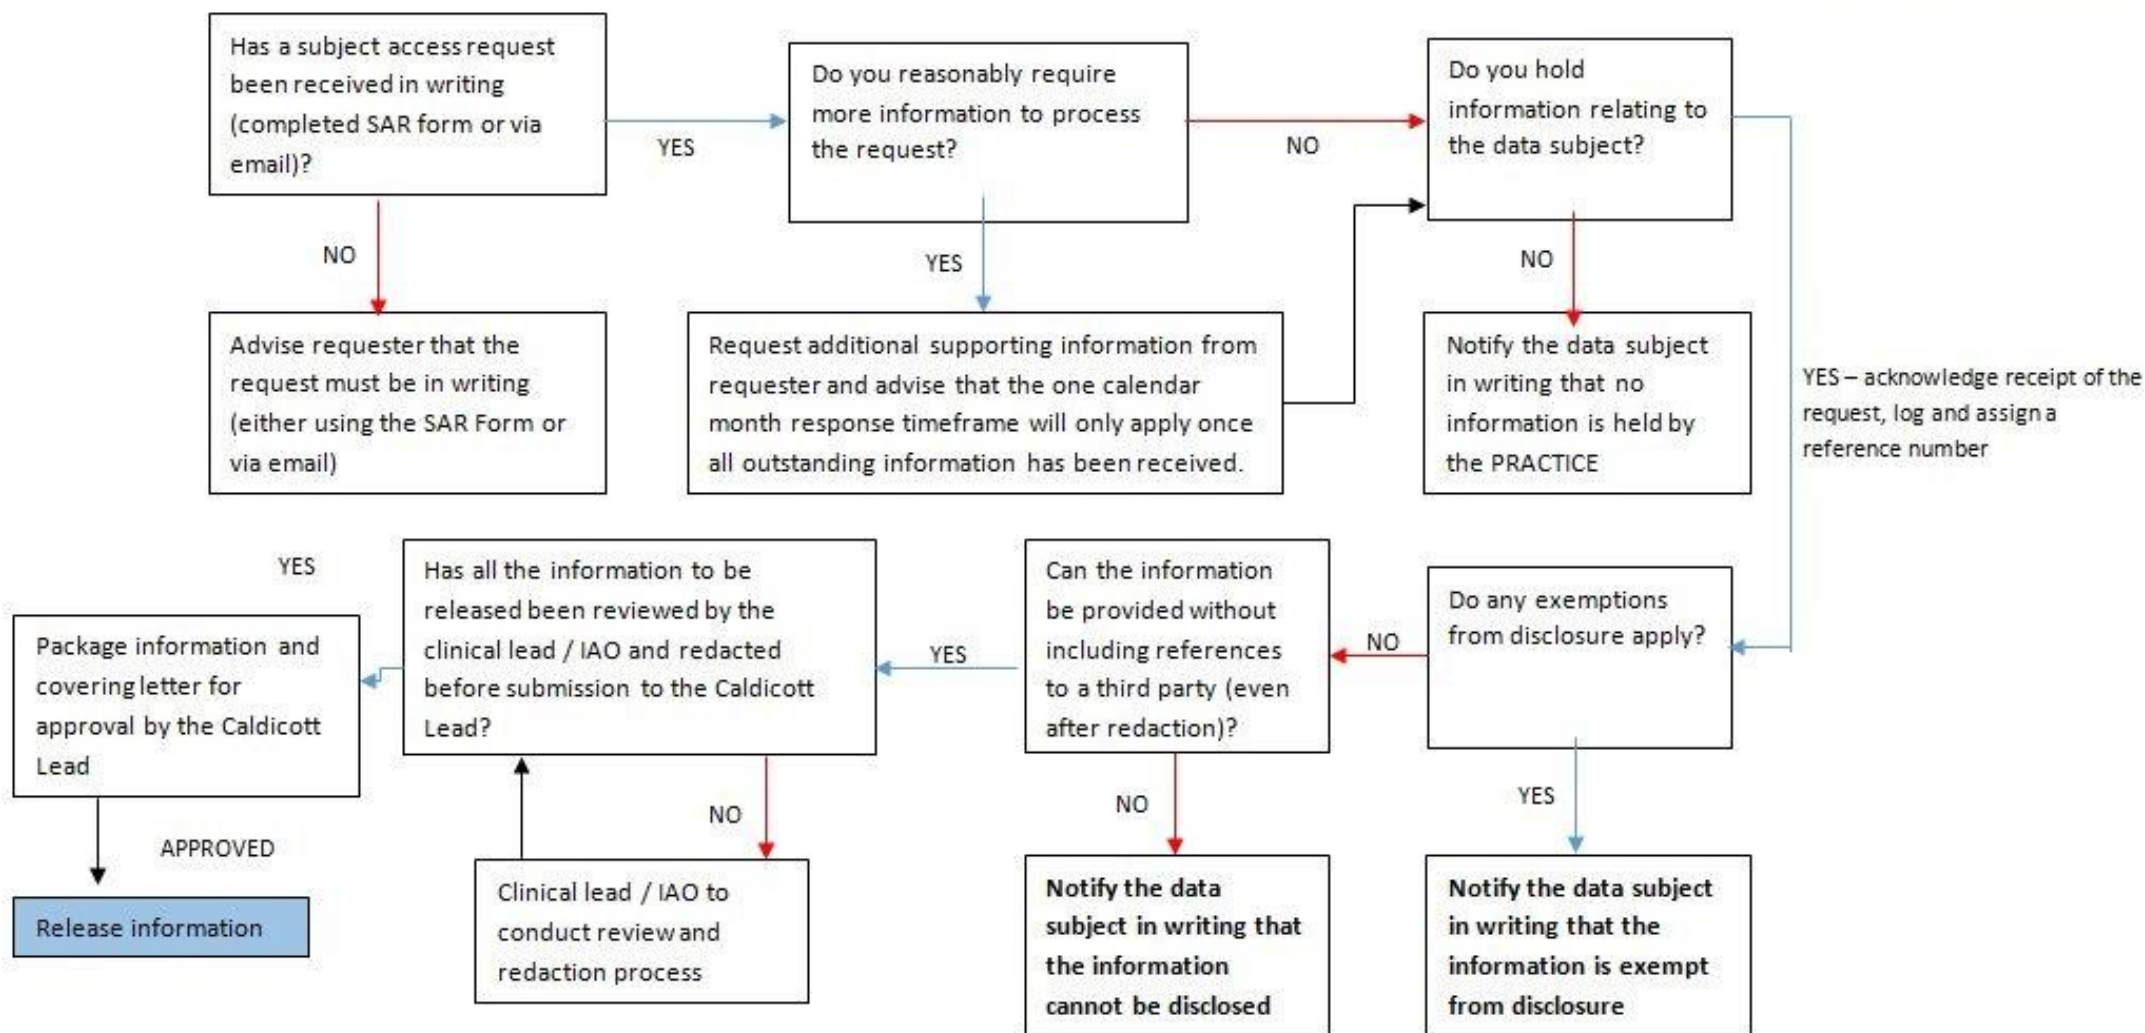 Has a subject access request
been received in writing
(completed SAR form or via
email)?
YES
Do you reasonably require
more information to process
the request?
NO
Do you hold
information relating to
the data subject?
NO
YES
NO
Advise requester that the
request must be in writing
(either using the SAR Form or
via email)
Request additional supporting information from
requester and advise that the one calendar
month response timeframe will only apply once
all outstanding information has been received.
Notify the data subject
in writing that no
information is held by
the PRACTICE
YES – acknowledge receipt of the
request, log and assign a
reference number
Do any exemptions
from disclosure apply?
NO
Can the information
be provided without
including references
to a third party (even
after redaction)?
YES
Has all the information to be
released been reviewed by the
clinical lead / IAO and redacted
before submission to the Caldicott
Lead?
YES
Package information and
covering letter for
approval by the Caldicott
Lead
APPROVED
Release information
NO
Clinical lead / IAO to
conduct review and
redaction process
NO
Notify the data
subject in writing that
the information
cannot be disclosed
YES
Notify the data subject
in writing that the
information is exempt
from disclosure